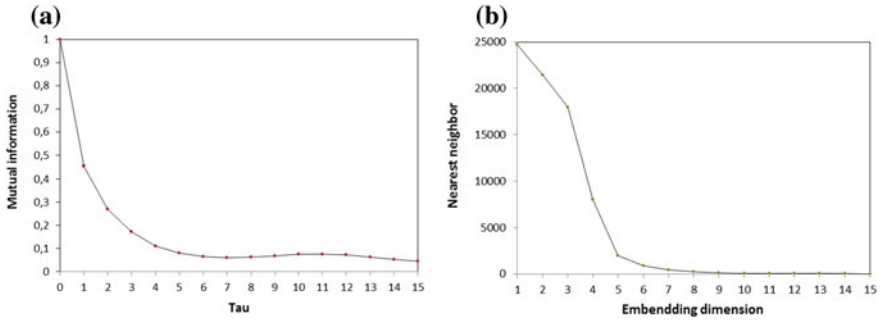 (a)
Mutual information
1
0,9
0,8
0,7
0,6
0,5
0,4
0,3
0,2
0,1
0
0 1 2 3 4 5 6 7 8 9 10 11 12 13 14 15
Tau
(b)
Nearest neighbor
25000
20000
15000
10000
5000
0
1 2 3 4 5 6 7 8 9 10 11 12 13 14 15
Embendding dimension